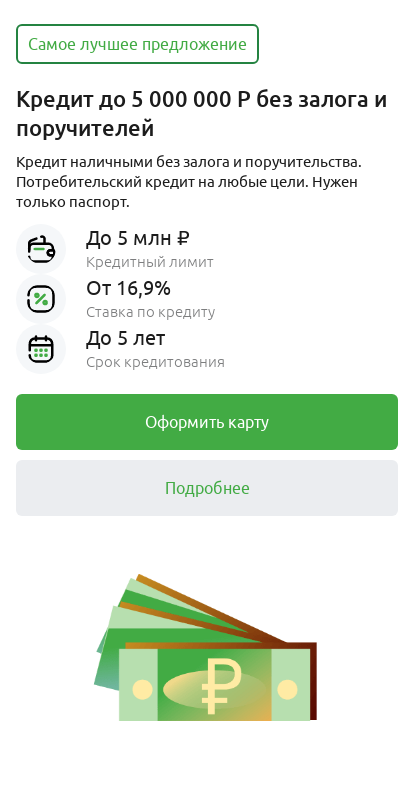 Самое лучшее предложение
Кредит до 5 000 000 Р без залога и
поручителей
Кредит наличными без залога и поручительства.
Потребительский кредит на любые цели. Нужен
только паспорт.
До 5 млн ₽
Кредитный лимит
От 16,9%
Ставка по кредиту
До 5 лет
Срок кредитования
Оформить карту
Подробнее
₽